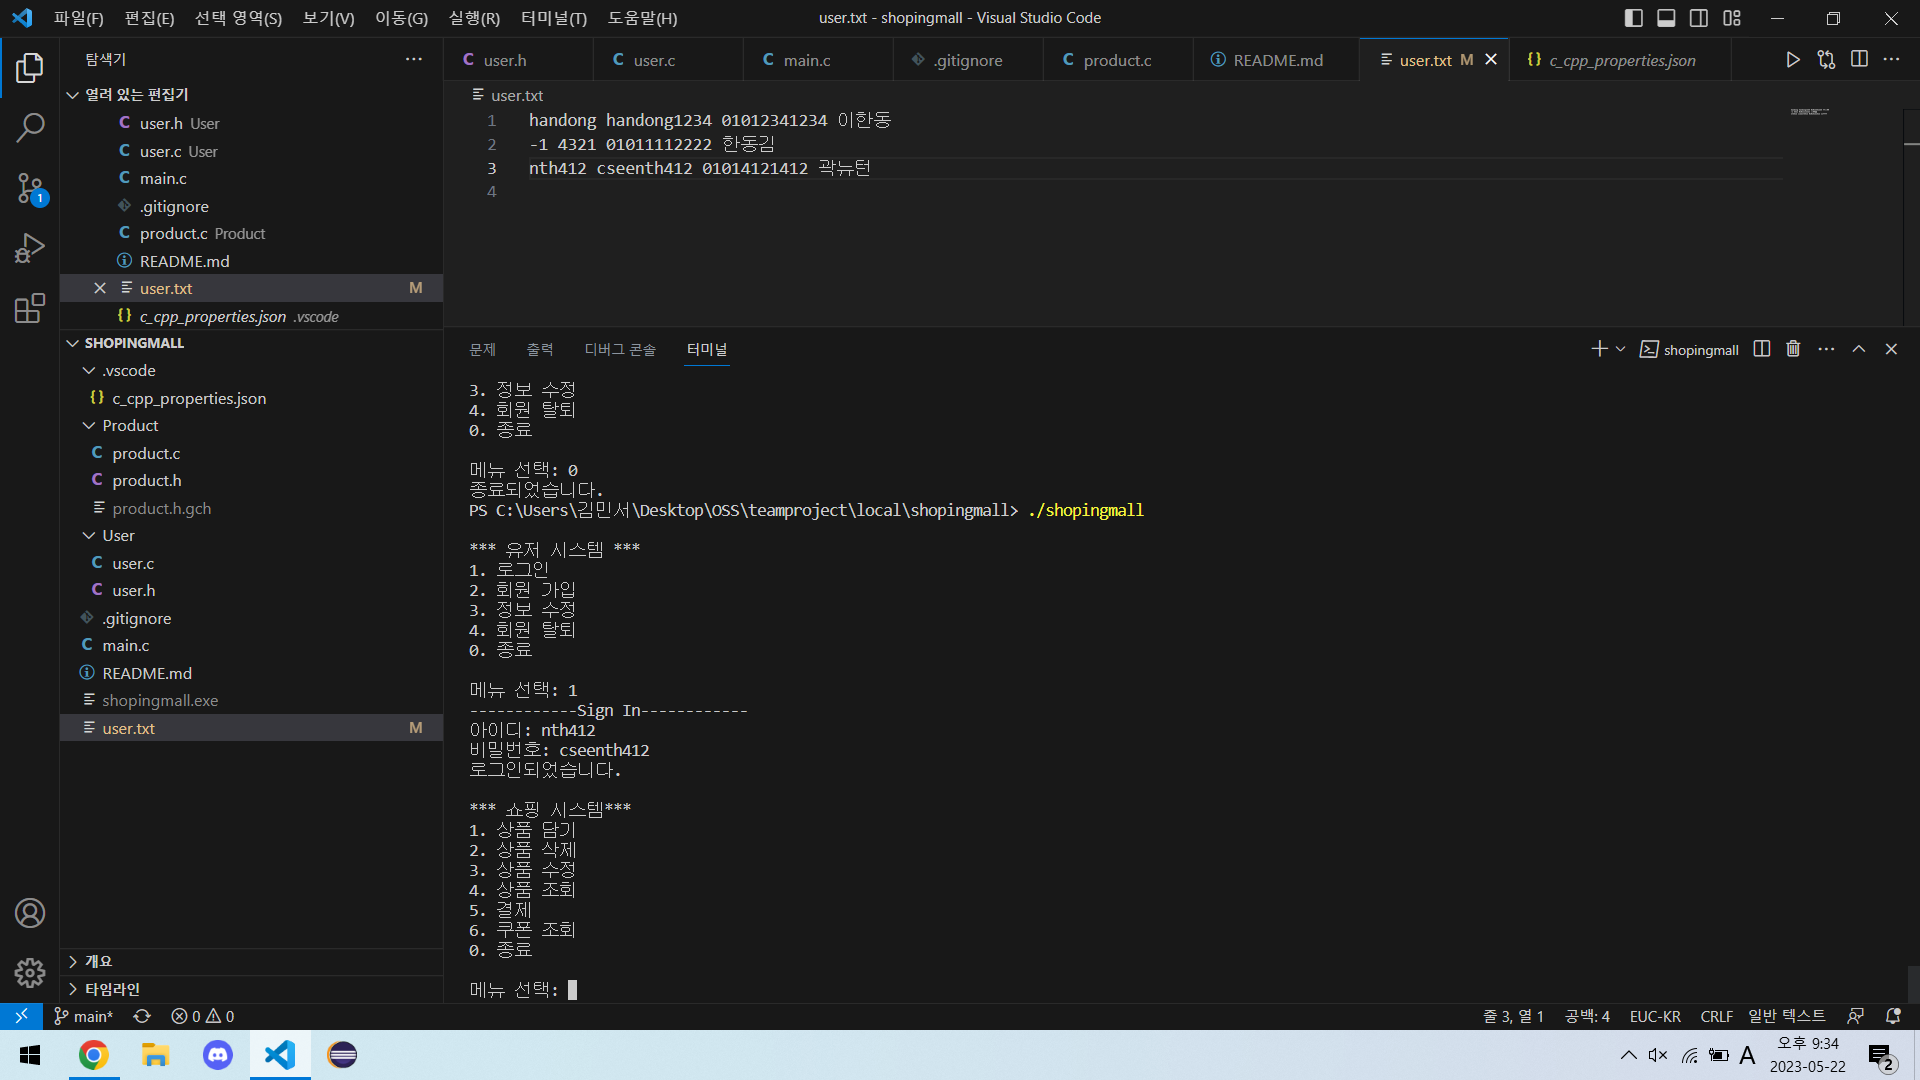 파일(F) 편집(E) 선택 영역(S) 보기(V) 이동(G) 실행(R) 터미널(T) 도움말(H) user.txt - shopingmall - Visual Studio Code
탐색기
열려 있는 편집기
user.h User
user.c User
main.c
.gitignore
product.c Product
README.md
user.txt M
c_cpp_properties.json .vscode
SHOPINGMALL
.vscode
c_cpp_properties.json
Product
product.c
product.h
product.h.gch
User
user.c
user.h
.gitignore
main.c
README.md
shopingmall.exe
user.txt M
개요
타임라인
1
user.h user.c main.c .gitignore product.c README.md user.txt M c_cpp_properties.json
user.txt
1 handong handong1234 01012341234 이한동
2 -1 4321 01011112222 한동김
3 nth412 cseenth412 01014121412 곽뉴턴
4
문제 출력 디버그 콘솔 터미널 shopingmall
3. 정보 수정
4. 회원 탈퇴
0. 종료
메뉴 선택: 0
종료되었습니다.
PS C:\Users\김민서\Desktop\OSS\teamproject\local\shopingmall> ./shopingmall
*** 유저 시스템 ***
1. 로그인
2. 회원 가입
3. 정보 수정
4. 회원 탈퇴
0. 종료
메뉴 선택: 1
------------Sign In------------
아이디: nth412
비밀번호: cseenth412
로그인되었습니다.
*** 쇼핑 시스템***
1. 상품 담기
2. 상품 삭제
3. 상품 수정
4. 상품 조회
5. 결제
6. 쿠폰 조회
0. 종료
메뉴 선택:
main* 0 0 줄 3, 열 1 공백: 4 EUC-KR CRLF 일반 텍스트
A 오후 9:34
2023-05-22 2